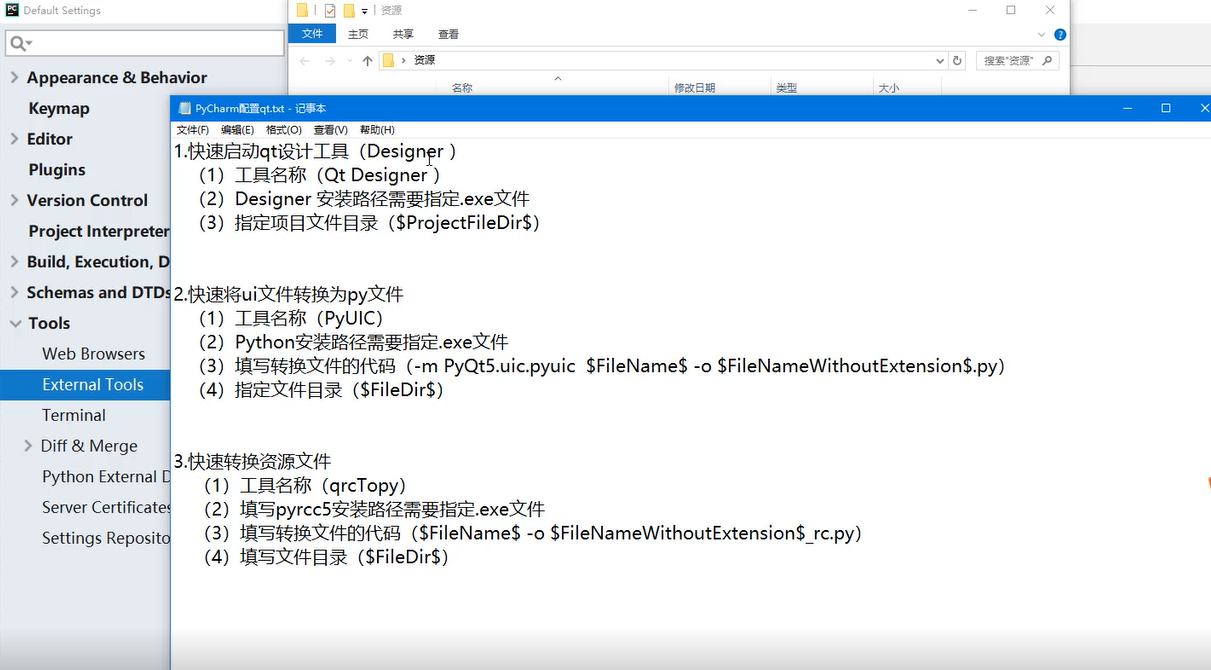 Default Settings
资源
文件 主页 共享 查看
资源
搜索"资源"
名称 修改日期 类型 大小
Appearance & Behavior
Keymap
Editor
Plugins
Version Control
Project Interpreter
Build, Execution, D
Schemas and DTDs
Tools
Web Browsers
External Tools
Terminal
Diff & Merge
Python External D
Server Certificates
Settings Reposito
PyCharm配置qt.txt - 记事本
文件(F) 编辑(E) 格式(O) 查看(V) 帮助(H)
1.快速启动qt设计工具（Designer ）
（1）工具名称（Qt Designer ）
（2）Designer 安装路径需要指定.exe文件
（3）指定项目文件目录（$ProjectFileDir$）
2.快速将ui文件转换为py文件
（1）工具名称（PyUIC）
（2）Python安装路径需要指定.exe文件
（3）填写转换文件的代码（-m PyQt5.uic.pyuic  $FileName$ -o $FileNameWithoutExtension$.py）
（4）指定文件目录（$FileDir$）
3.快速转换资源文件
（1）工具名称（qrcTopy）
（2）填写pyrcc5安装路径需要指定.exe文件
（3）填写转换文件的代码（$FileName$ -o $FileNameWithoutExtension$_rc.py）
（4）填写文件目录（$FileDir$）